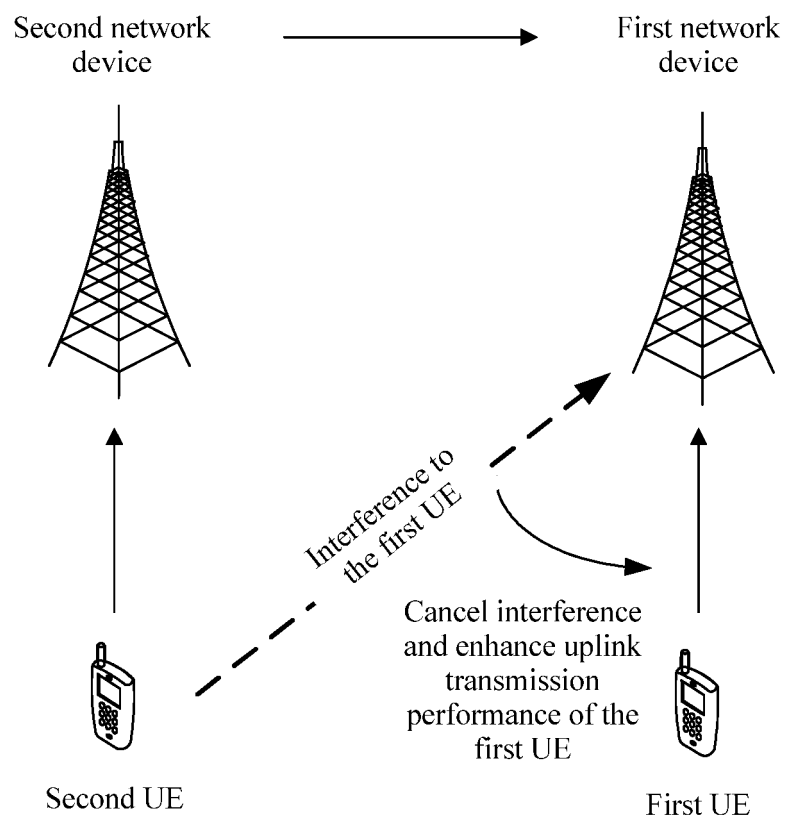 Second network
device
First network
device
Interference to
the first UE
Cancel interference
and enhance uplink
transmission
performance of the
first UE
Second UE
First UE